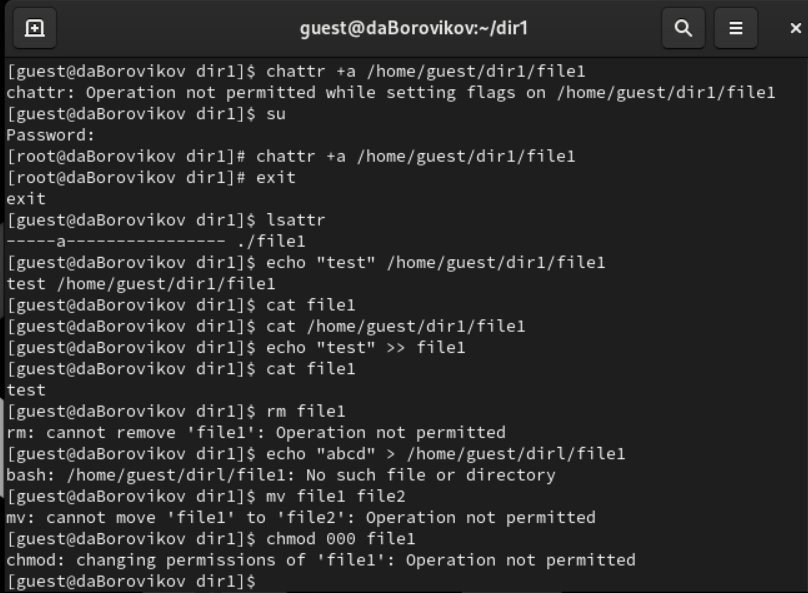 guest@daBorovikov:~/dir1
[guest@daBorovikov dir1]$ chattr +a /home/guest/dir1/file1
chattr: Operation not permitted while setting flags on /home/guest/dir1/file1
[guest@daBorovikov dir1]$ su
Password:
[root@daBorovikov dir1]# chattr +a /home/guest/dir1/file1
[root@daBorovikov dir1]# exit
exit
[guest@daBorovikov dir1]$ lsattr
-----a---------------- ./file1
[guest@daBorovikov dir1]$ echo "test" /home/guest/dir1/file1
test /home/guest/dir1/file1
[guest@daBorovikov dir1]$ cat file1
[guest@daBorovikov dir1]$ cat /home/guest/dir1/file1
[guest@daBorovikov dir1]$ echo "test" >> file1
[guest@daBorovikov dir1]$ cat file1
test
[guest@daBorovikov dir1]$ rm file1
rm: cannot remove 'file1': Operation not permitted
[guest@daBorovikov dir1]$ echo "abcd" > /home/guest/dirl/file1
bash: /home/guest/dirl/file1: No such file or directory
[guest@daBorovikov dir1]$ mv file1 file2
mv: cannot move 'file1' to 'file2': Operation not permitted
[guest@daBorovikov dir1]$ chmod 000 file1
chmod: changing permissions of 'file1': Operation not permitted
[guest@daBorovikov dir1]$